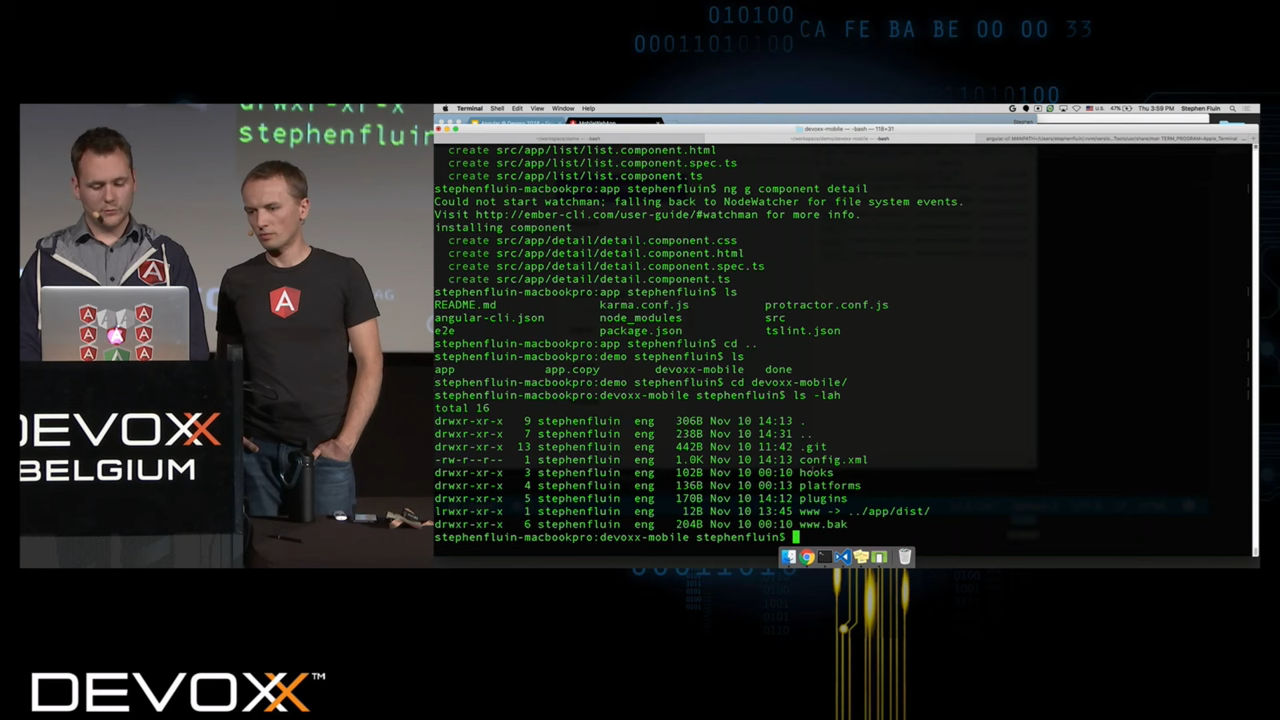 010100
00011010100
CA FE BA BE 00 00 33
01011010
drwxr-xr-x
stephenfluin
AG
Terminal Shell Edit View Window Help
U.S. 47% Thu 3:59 PM Stephen Fluin
Stephen
devoxx-mobile — -bash — 118×31
create src/app/list/list.component.html
create src/app/list/list.component.spec.ts
create src/app/list/list.component.ts
stephenfluin-macbookpro:app stephenfluin$ ng g component detail
Could not start watchman; falling back to NodeWatcher for file system events.
Visit http://ember-cli.com/user-guide/#watchman for more info.
installing component
create src/app/detail/detail.component.css
create src/app/detail/detail.component.html
create src/app/detail/detail.component.spec.ts
create src/app/detail/detail.component.ts
stephenfluin-macbookpro:app stephenfluin$ ls
README.md karma.conf.js protractor.conf.js
angular-cli.json node_modules src
e2e package.json tslint.json
stephenfluin-macbookpro:app stephenfluin$ cd ..
stephenfluin-macbookpro:demo stephenfluin$ ls
app app.copy devoxx-mobile done
stephenfluin-macbookpro:demo stephenfluin$ cd devoxx-mobile/
stephenfluin-macbookpro:devoxx-mobile stephenfluin$ ls -lah
total 16
drwxr-xr-x 9 stephenfluin eng 306B Nov 10 14:13 .
drwxr-xr-x 7 stephenfluin eng 238B Nov 10 14:31 ..
drwxr-xr-x 13 stephenfluin eng 442B Nov 10 11:42 .git
-rw-r--r-- 1 stephenfluin eng 1.0K Nov 10 14:13 config.xml
drwxr-xr-x 3 stephenfluin eng 102B Nov 10 00:10 hooks
drwxr-xr-x 4 stephenfluin eng 136B Nov 10 00:13 platforms
drwxr-xr-x 5 stephenfluin eng 170B Nov 10 14:12 plugins
lrwxr-xr-x 1 stephenfluin eng 12B Nov 10 13:45 www -> ../app/dist/
drwxr-xr-x 6 stephenfluin eng 204B Nov 10 00:10 www.bak
stephenfluin-macbookpro:devoxx-mobile stephenfluin$
A
A
DEVOXX
BELGIUM
DEVOXX™